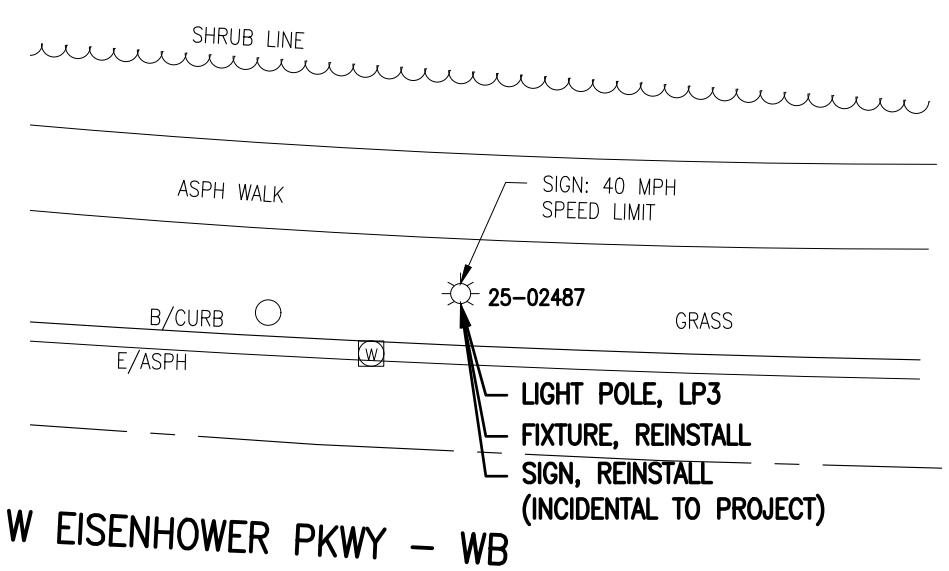 SHRUB LINE
ASPH WALK
SIGN: 40 MPH
SPEED LIMIT
25-02487
B/CURB
GRASS
E/ASPH
W
LIGHT POLE, LP3
FIXTURE, REINSTALL
SIGN, REINSTALL
(INCIDENTAL TO PROJECT)
W EISENHOWER PKWY - WB